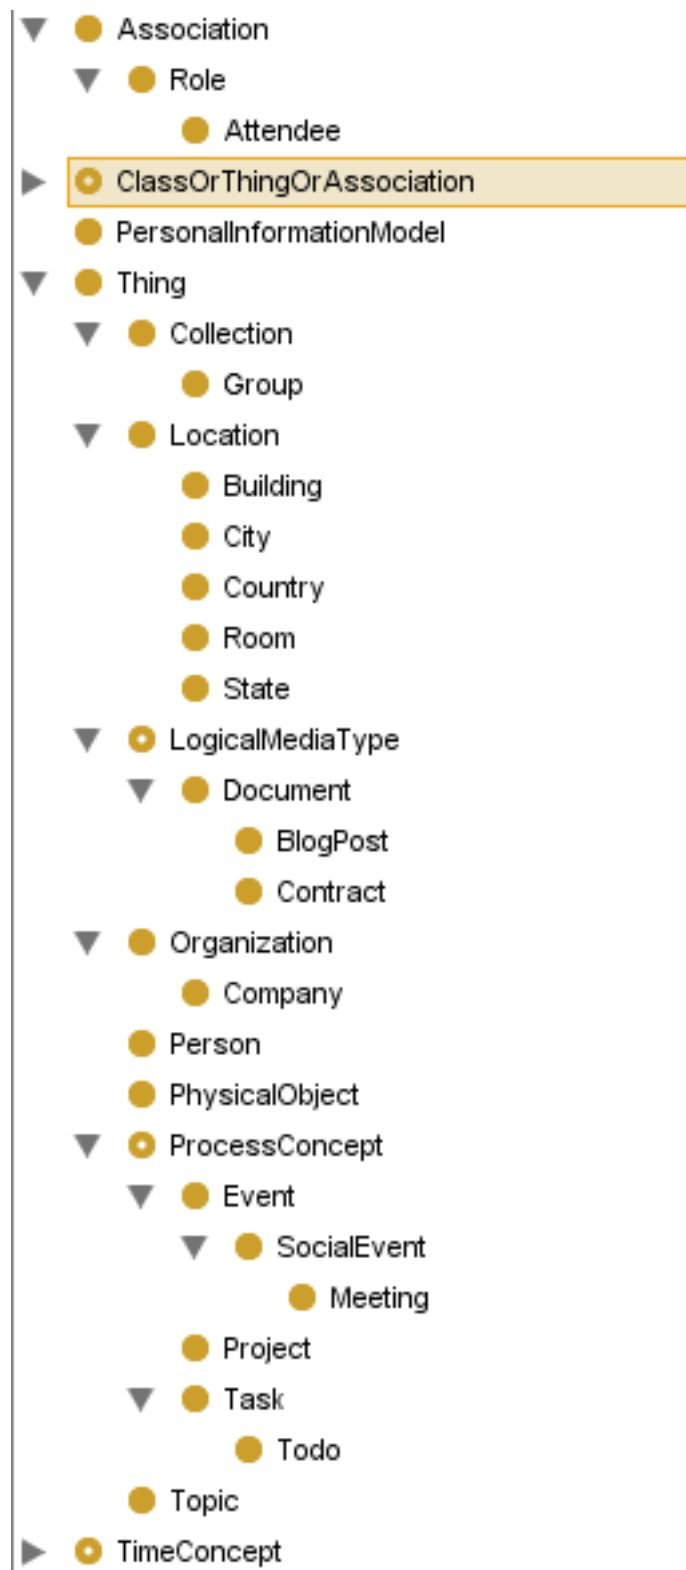 Association
Role
Attendee
ClassOrThingOrAssociation
PersonalInformationModel
Thing
Collection
Group
Location
Building
City
Country
Room
State
LogicalMediaType
Document
BlogPost
Contract
Organization
Company
Person
PhysicalObject
ProcessConcept
Event
SocialEvent
Meeting
Project
Task
Todo
Topic
TimeConcept